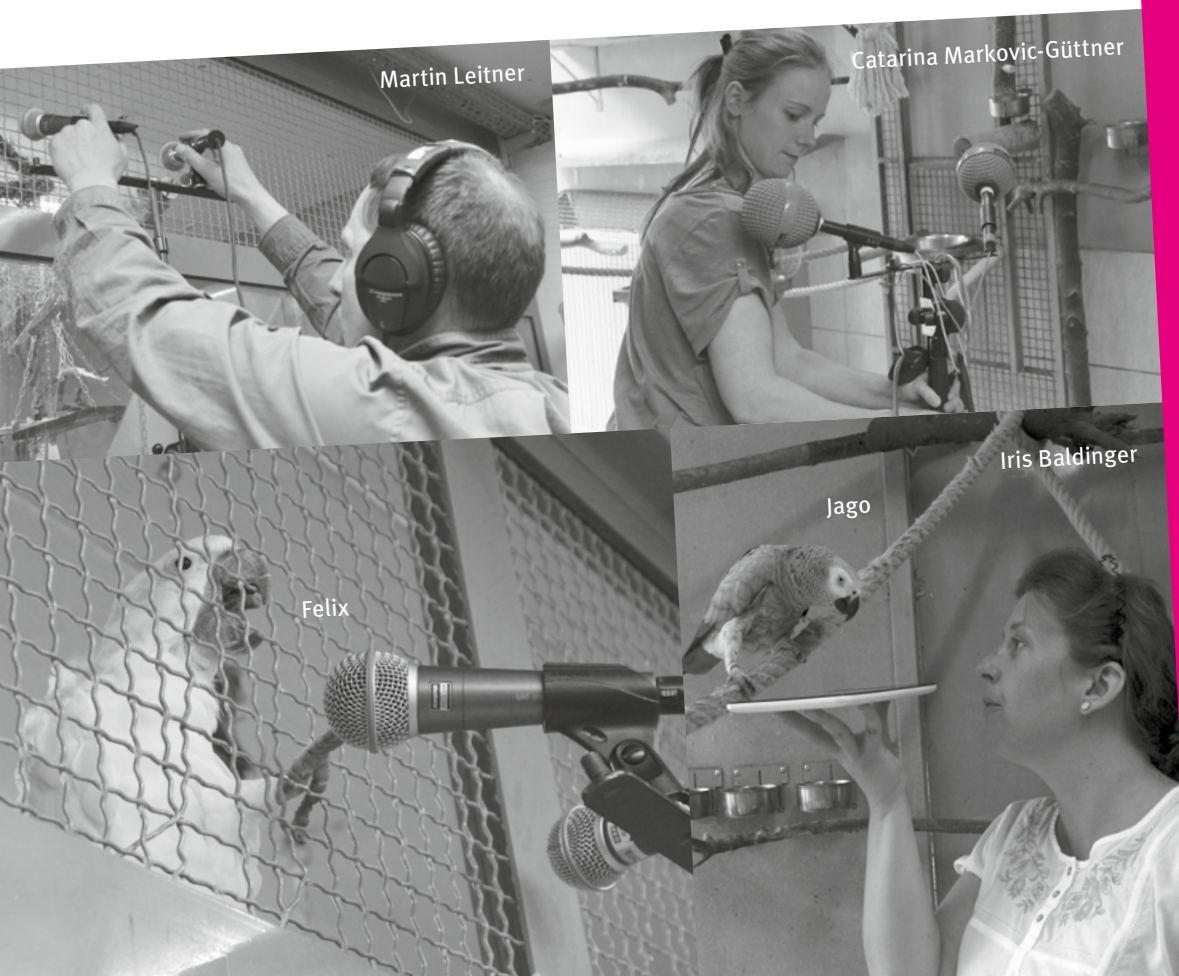 Martin Leitner
Catarina Markovic-Güttner
Iris Baldinger
Jago
Felix